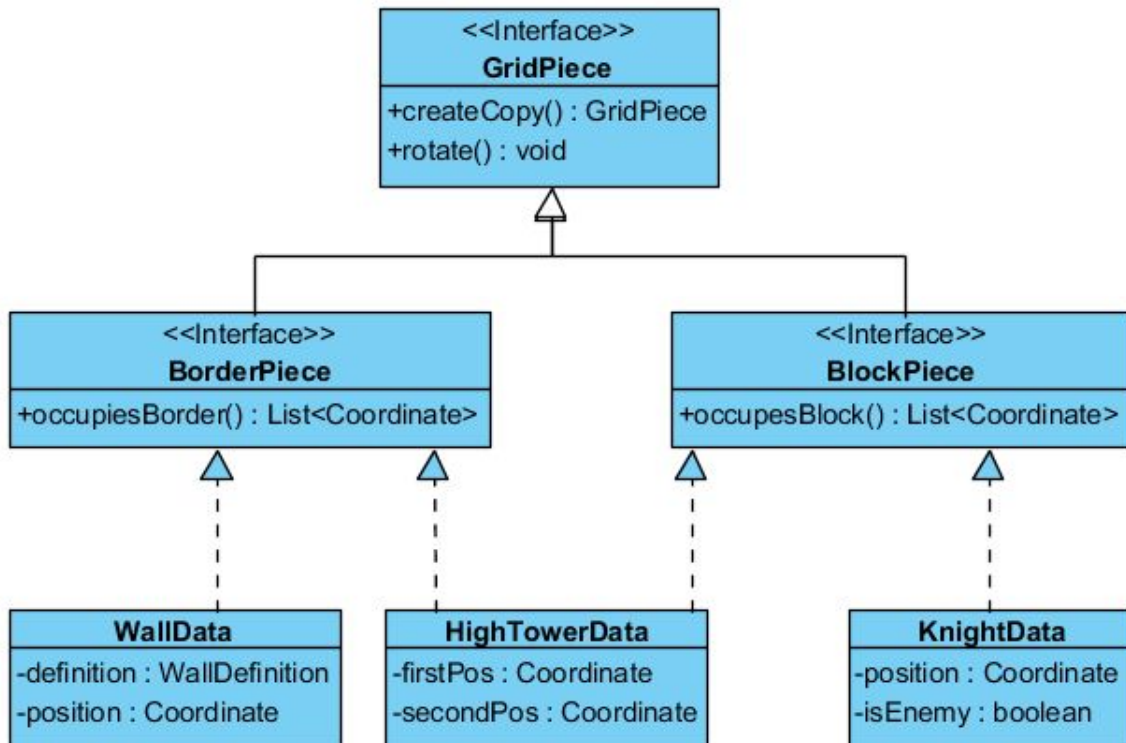 <<Interface>>
GridPiece
+createCopy() : GridPiece
+rotate() : void
<<Interface>>
BorderPiece
+occupiesBorder() : List<Coordinate>
<<Interface>>
BlockPiece
+occupesBlock() : List<Coordinate>
WallData
-definition : WallDefinition
-position : Coordinate
HighTowerData
-firstPos : Coordinate
-secondPos : Coordinate
KnightData
-position : Coordinate
-isEnemy : boolean